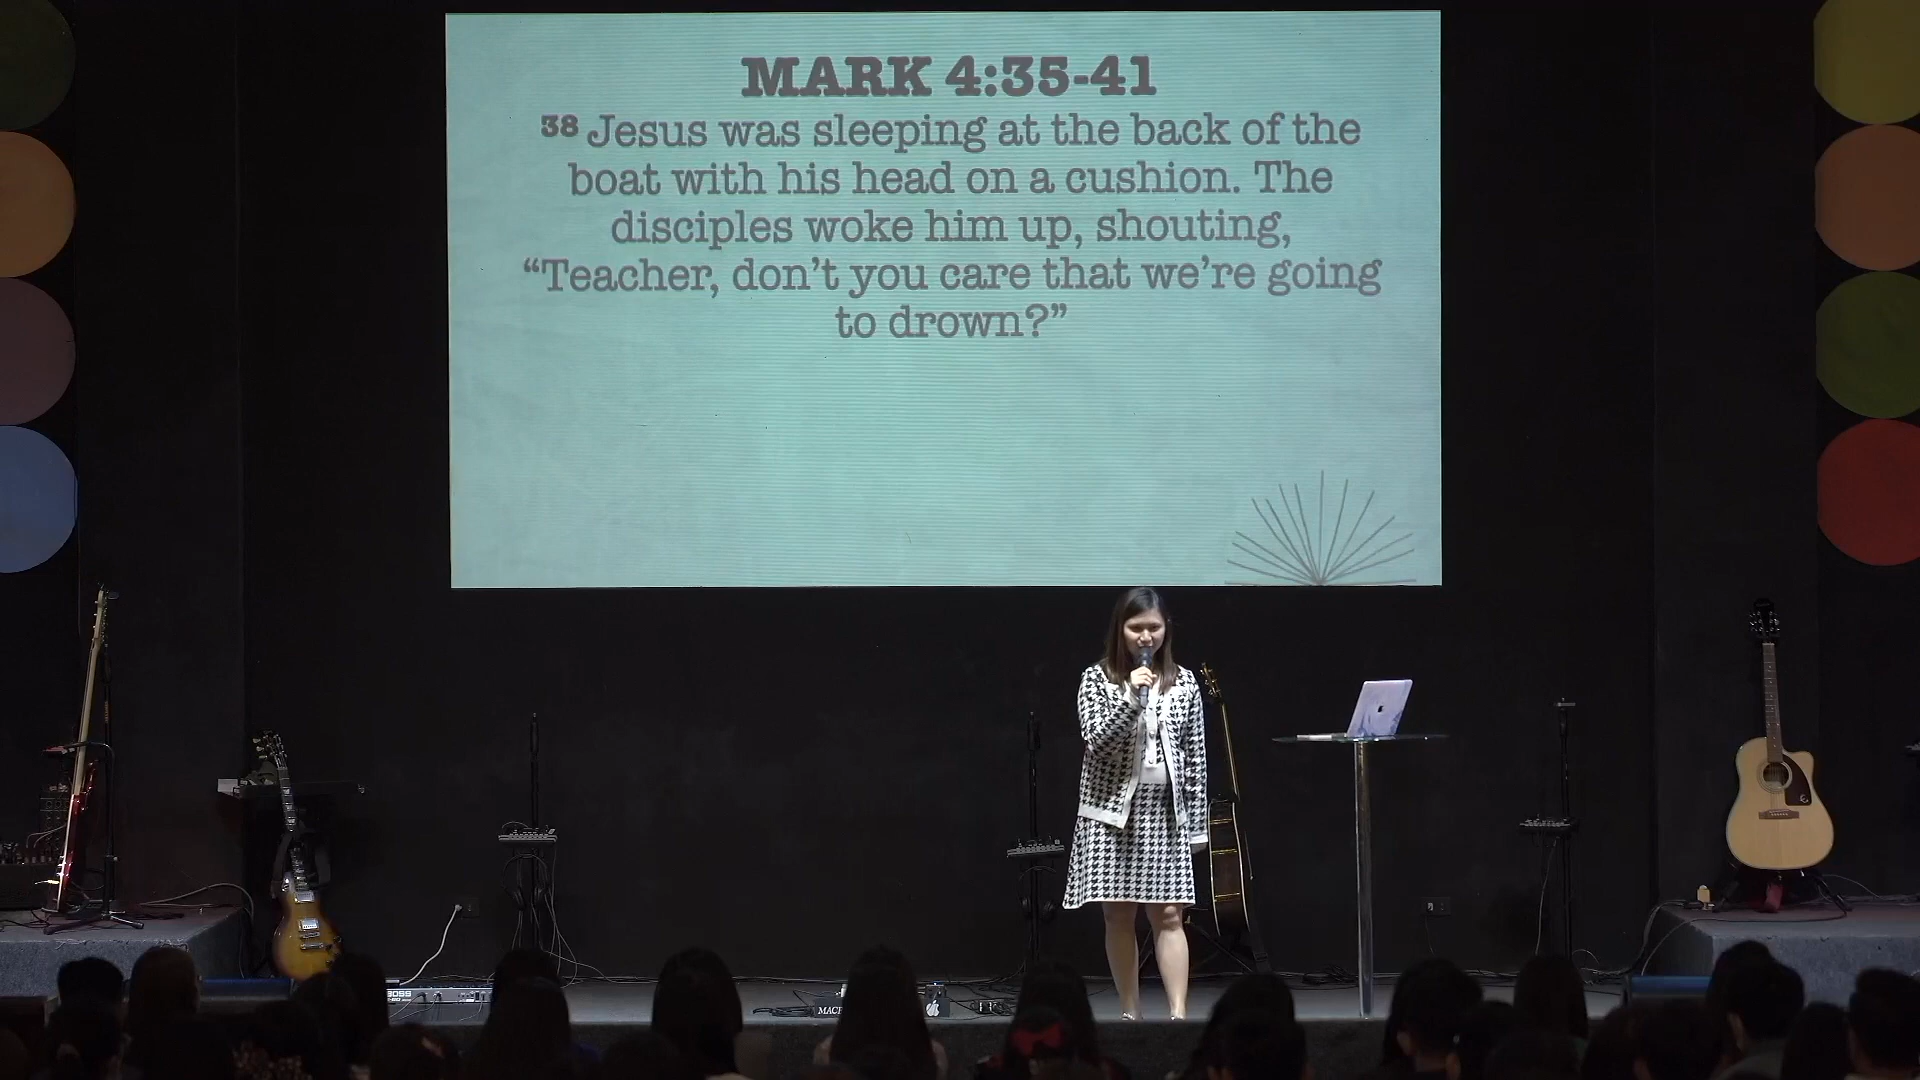 MARK 4:35-41
38 Jesus was sleeping at the back of the
boat with his head on a cushion. The
disciples woke him up, shouting,
“Teacher, don’t you care that we’re going
to drown?”
BOSS